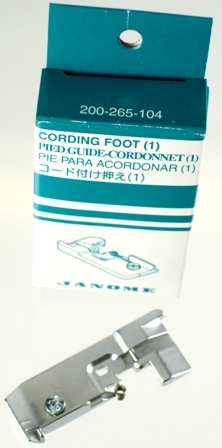 200-265-104
CORDING FOOT (1)
PIED GUIDE-CORDONNET (1)
PIE PARA ACORDONAR (1)
コード付け押え(1)
JANOME